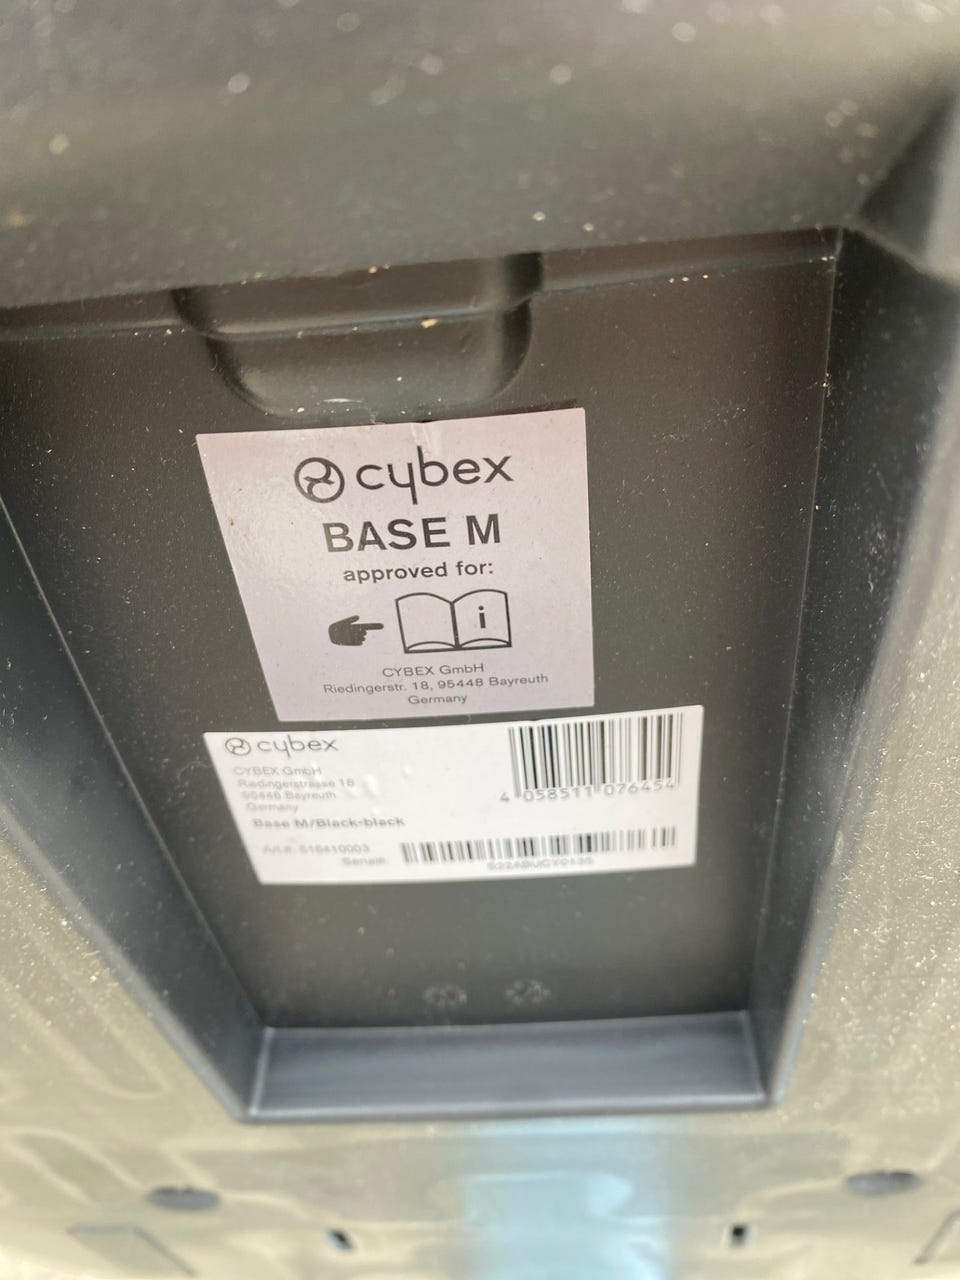 cybex
BASE M
approved for:
i
CYBEX GmbH
Riedingerstr. 18, 95448 Bayreuth
Germany
cybex
CYBEX GmbH
Riedingerstrasse 18
95448 Bayreuth
Germany
Base M/Black-black
4 058511 076454
Art.#: 518410003
Serial#: